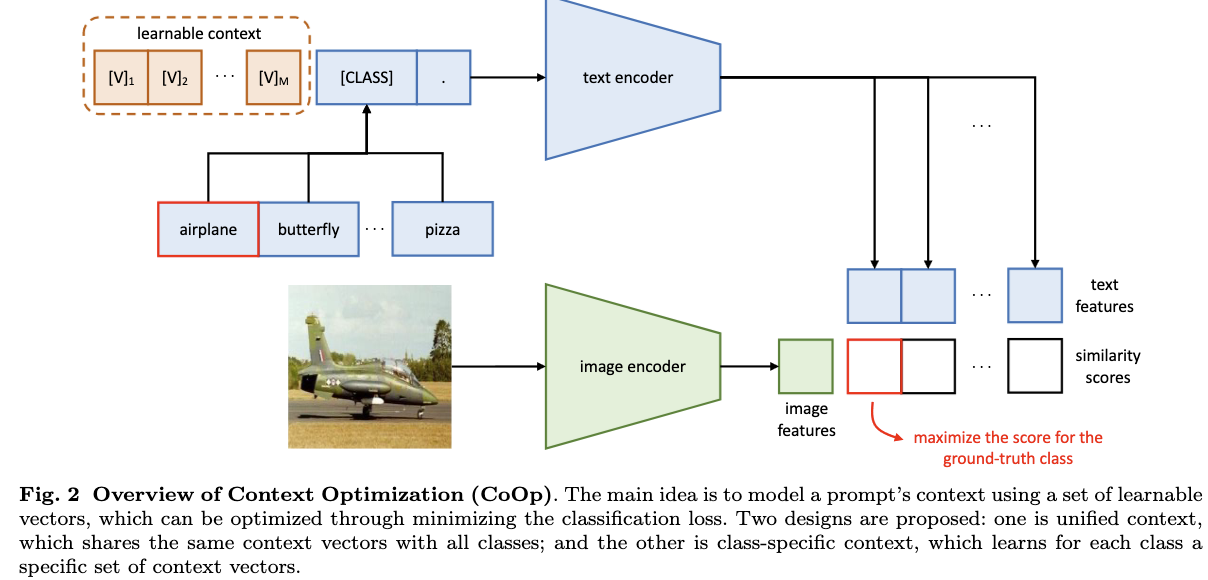 learnable context
[V]1 [V]2 ··· [V]M [CLASS] .
text encoder
···
airplane butterfly ··· pizza
text
features
···
image encoder
similarity
scores
···
image
features
maximize the score for the
ground-truth class
Fig. 2 Overview of Context Optimization (CoOp). The main idea is to model a prompt's context using a set of learnable
vectors, which can be optimized through minimizing the classification loss. Two designs are proposed: one is unified context,
which shares the same context vectors with all classes; and the other is class-specific context, which learns for each class a
specific set of context vectors.